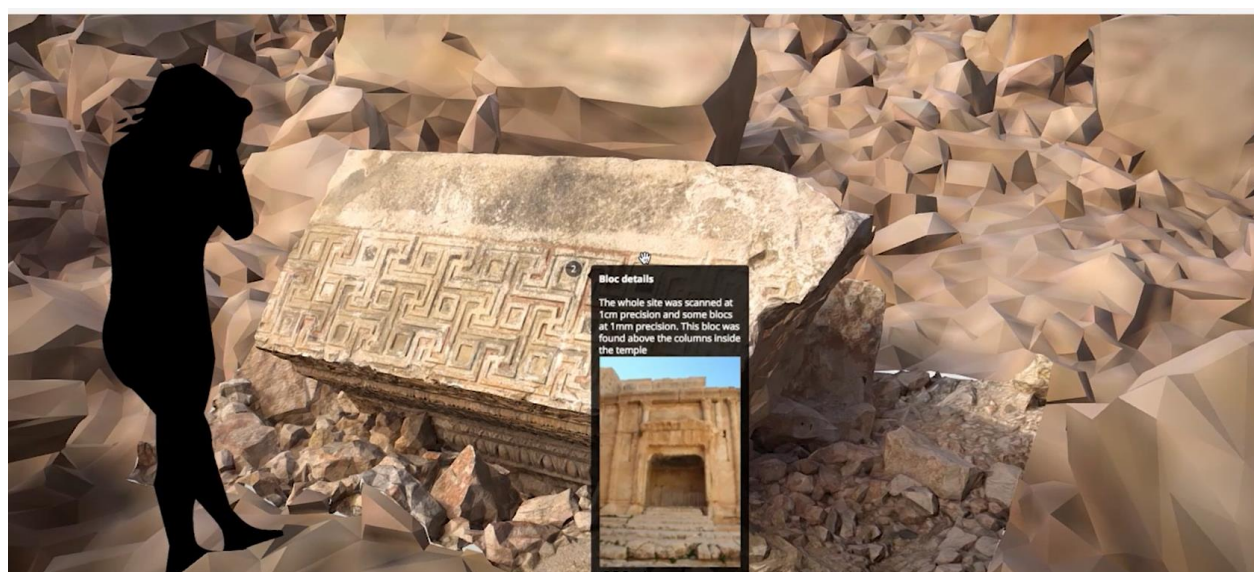 2
Bloc details
The whole site was scanned at
1cm precision and some blocs
at 1mm precision. This bloc was
found above the columns inside
the temple